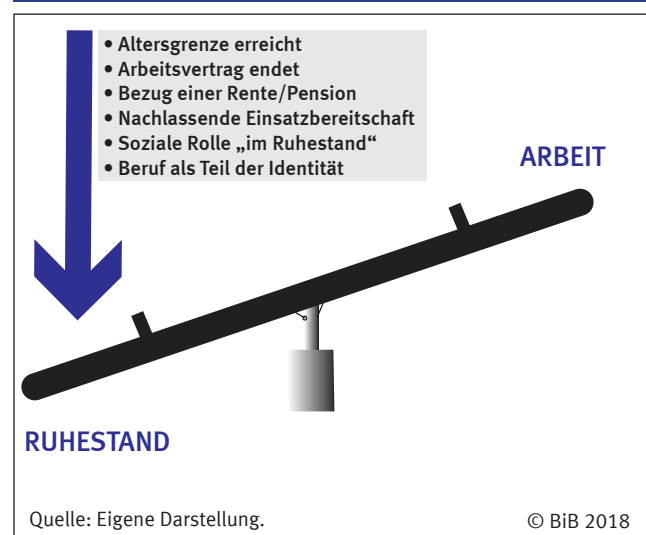 • Altersgrenze erreicht
• Arbeitsvertrag endet
• Bezug einer Rente/Pension
• Nachlassende Einsatzbereitschaft
• Soziale Rolle „im Ruhestand“
• Beruf als Teil der Identität
ARBEIT
RUHESTAND
Quelle: Eigene Darstellung.
© BiB 2018